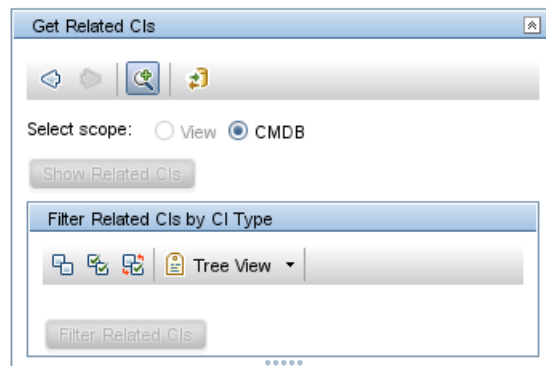 Get Related CIs
Select scope: View CMDB
Show Related CIs
Filter Related CIs by CI Type
Tree View
Filter Related CIs